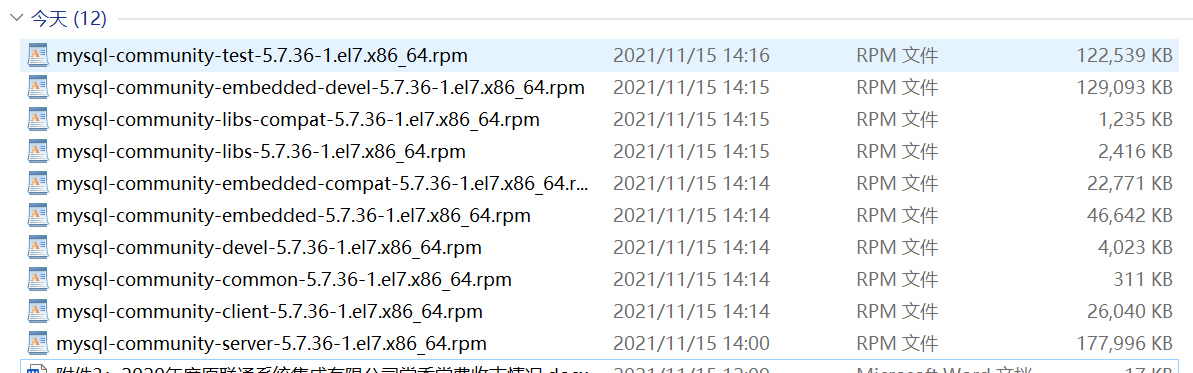 今天 (12)
mysql-community-test-5.7.36-1.el7.x86_64.rpm 2021/11/15 14:16 RPM 文件 122,539 KB
mysql-community-embedded-devel-5.7.36-1.el7.x86_64.rpm 2021/11/15 14:15 RPM 文件 129,093 KB
mysql-community-libs-compat-5.7.36-1.el7.x86_64.rpm 2021/11/15 14:15 RPM 文件 1,235 KB
mysql-community-libs-5.7.36-1.el7.x86_64.rpm 2021/11/15 14:15 RPM 文件 2,416 KB
mysql-community-embedded-compat-5.7.36-1.el7.x86_64.r... 2021/11/15 14:14 RPM 文件 22,771 KB
mysql-community-embedded-5.7.36-1.el7.x86_64.rpm 2021/11/15 14:14 RPM 文件 46,642 KB
mysql-community-devel-5.7.36-1.el7.x86_64.rpm 2021/11/15 14:14 RPM 文件 4,023 KB
mysql-community-common-5.7.36-1.el7.x86_64.rpm 2021/11/15 14:14 RPM 文件 311 KB
mysql-community-client-5.7.36-1.el7.x86_64.rpm 2021/11/15 14:14 RPM 文件 26,040 KB
mysql-community-server-5.7.36-1.el7.x86_64.rpm 2021/11/15 14:00 RPM 文件 177,996 KB